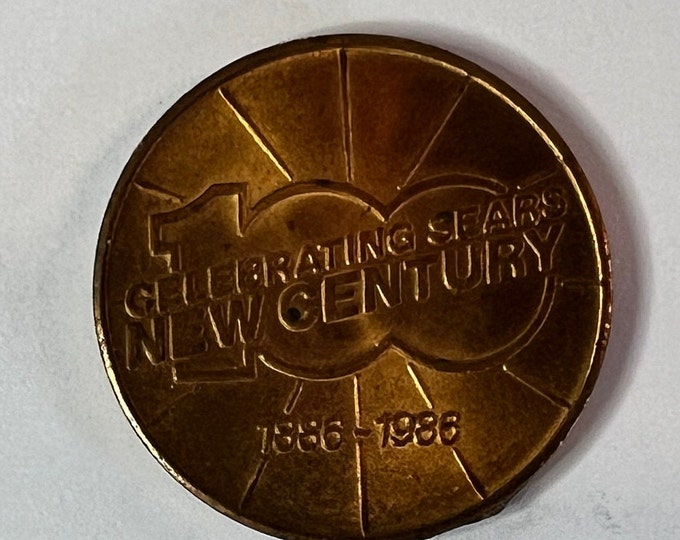 100
CELEBRATING SEARS
NEW CENTURY
1886-1986